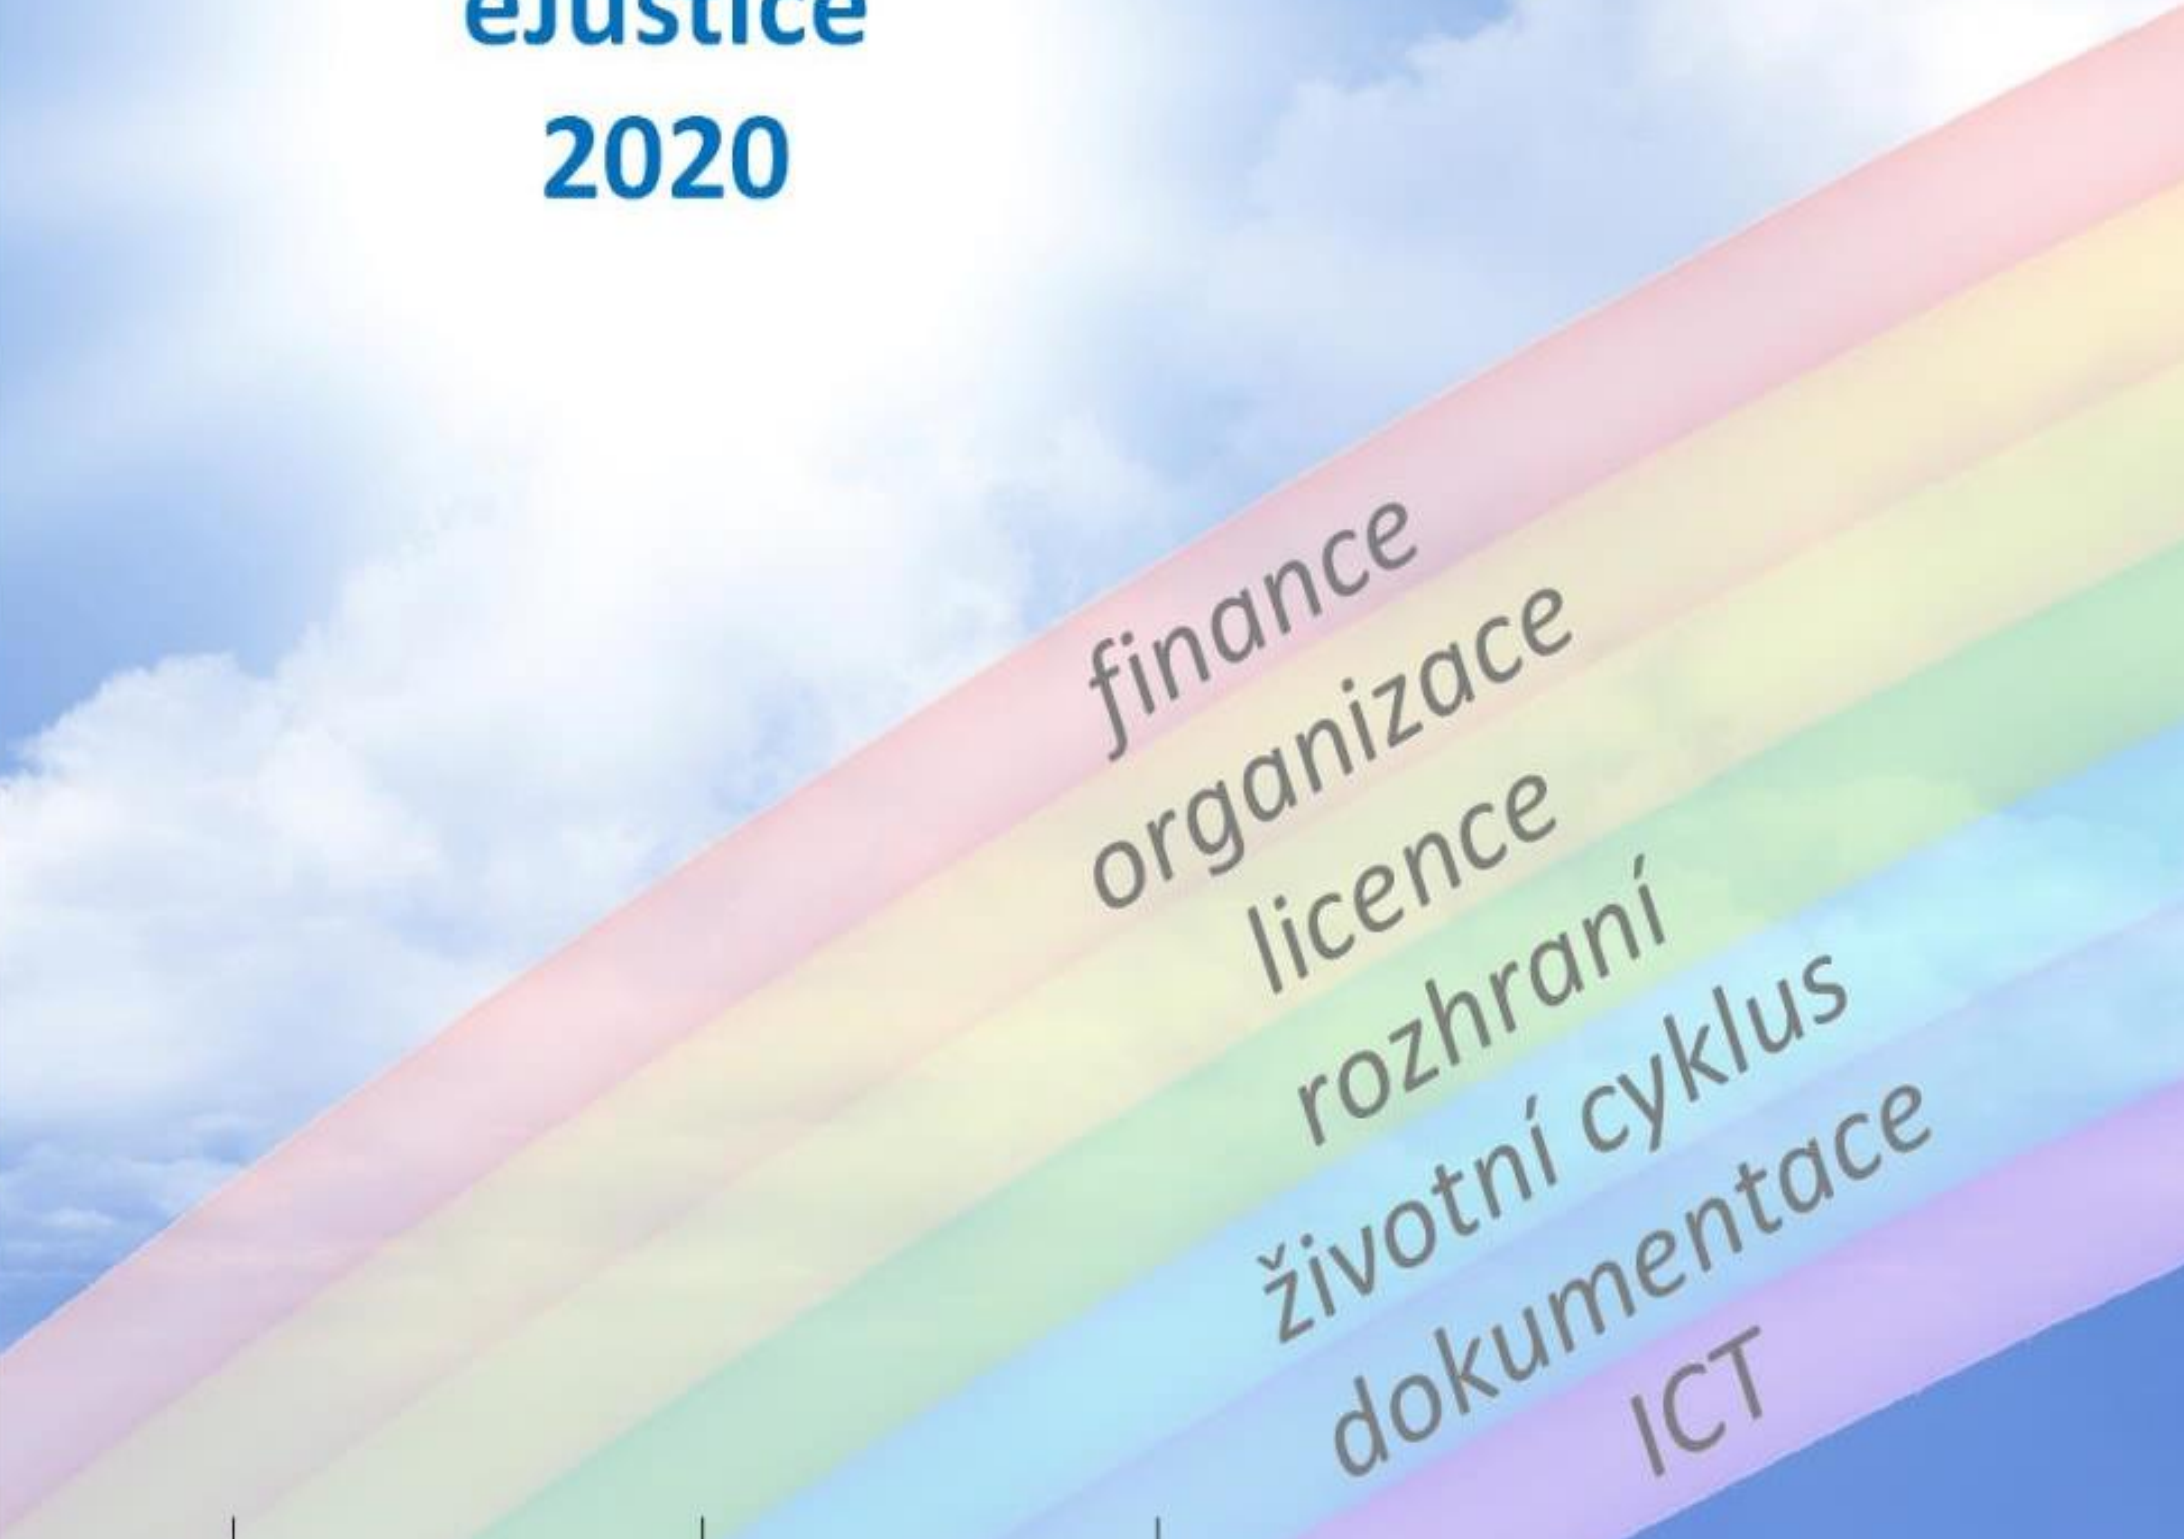 eJustice
2020
finance
organizace
licence
rozhraní
životní cyklus
dokumentace
ICT